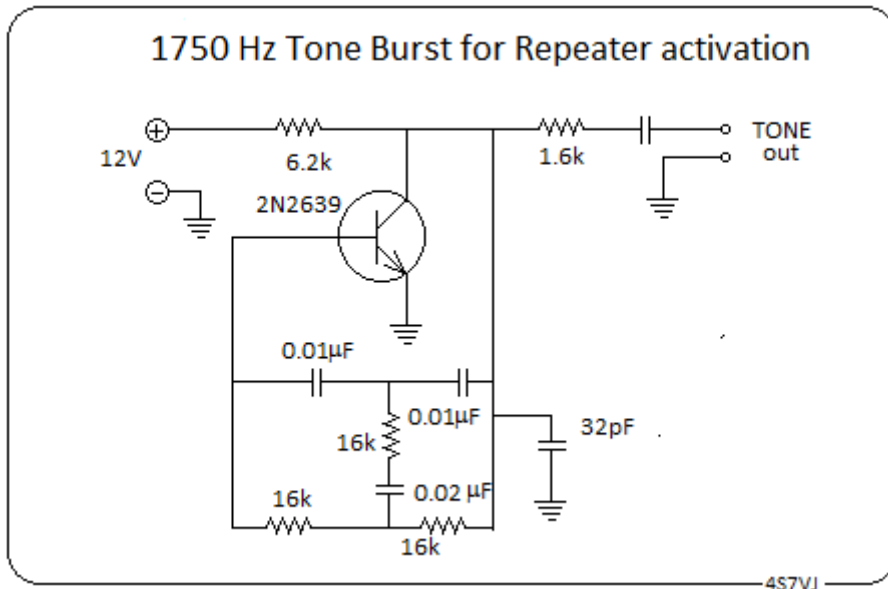 1750 Hz Tone Burst for Repeater activation
12V
6.2k
1.6k
TONE
out
2N2639
0.01µF
0.01µF
16k
32pF
16k
0.02 µF
16k
4S7VJ